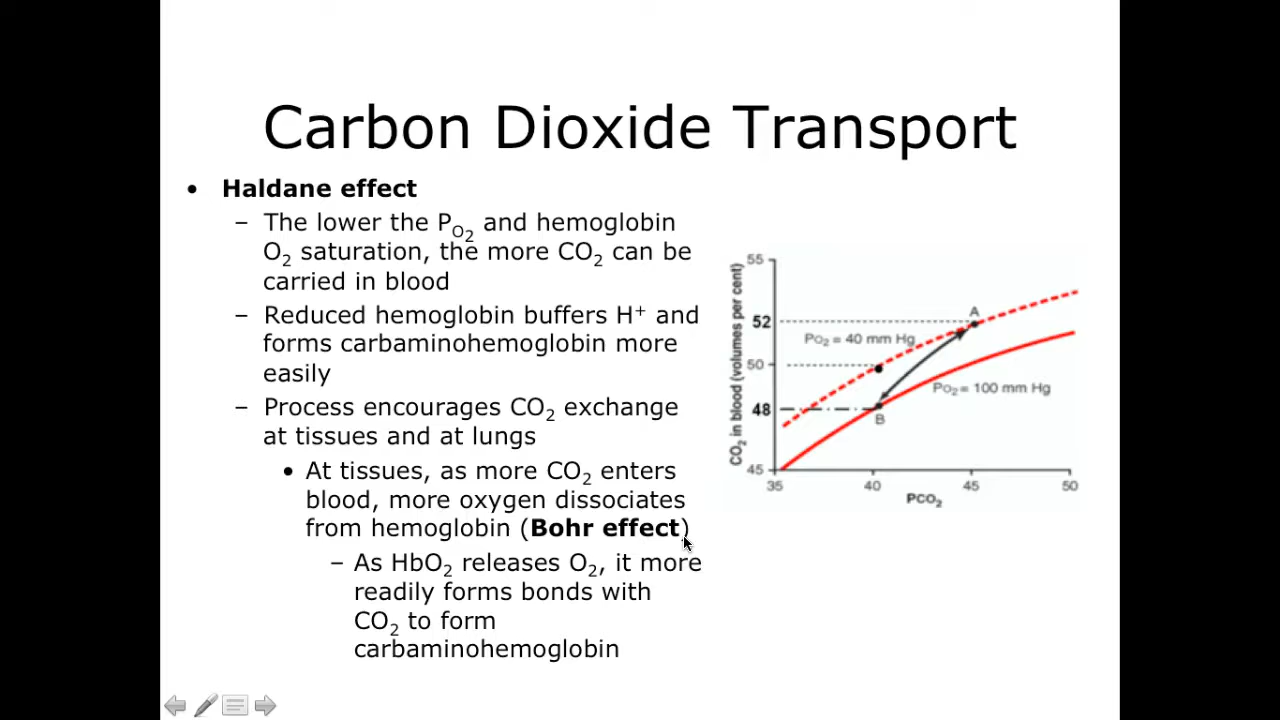 Carbon Dioxide Transport
• Haldane effect
– The lower the PO2 and hemoglobin
O2 saturation, the more CO2 can be
carried in blood
– Reduced hemoglobin buffers H+ and
forms carbaminohemoglobin more
easily
– Process encourages CO2 exchange
at tissues and at lungs
• At tissues, as more CO2 enters
blood, more oxygen dissociates
from hemoglobin (Bohr effect)
– As HbO2 releases O2, it more
readily forms bonds with
CO2 to form
carbaminohemoglobin
CO2 in blood (volumes per cent)
55
52
50
48
45
A
PO2 = 40 mm Hg
PO2 = 100 mm Hg
B
35 40 45 50
PCO2